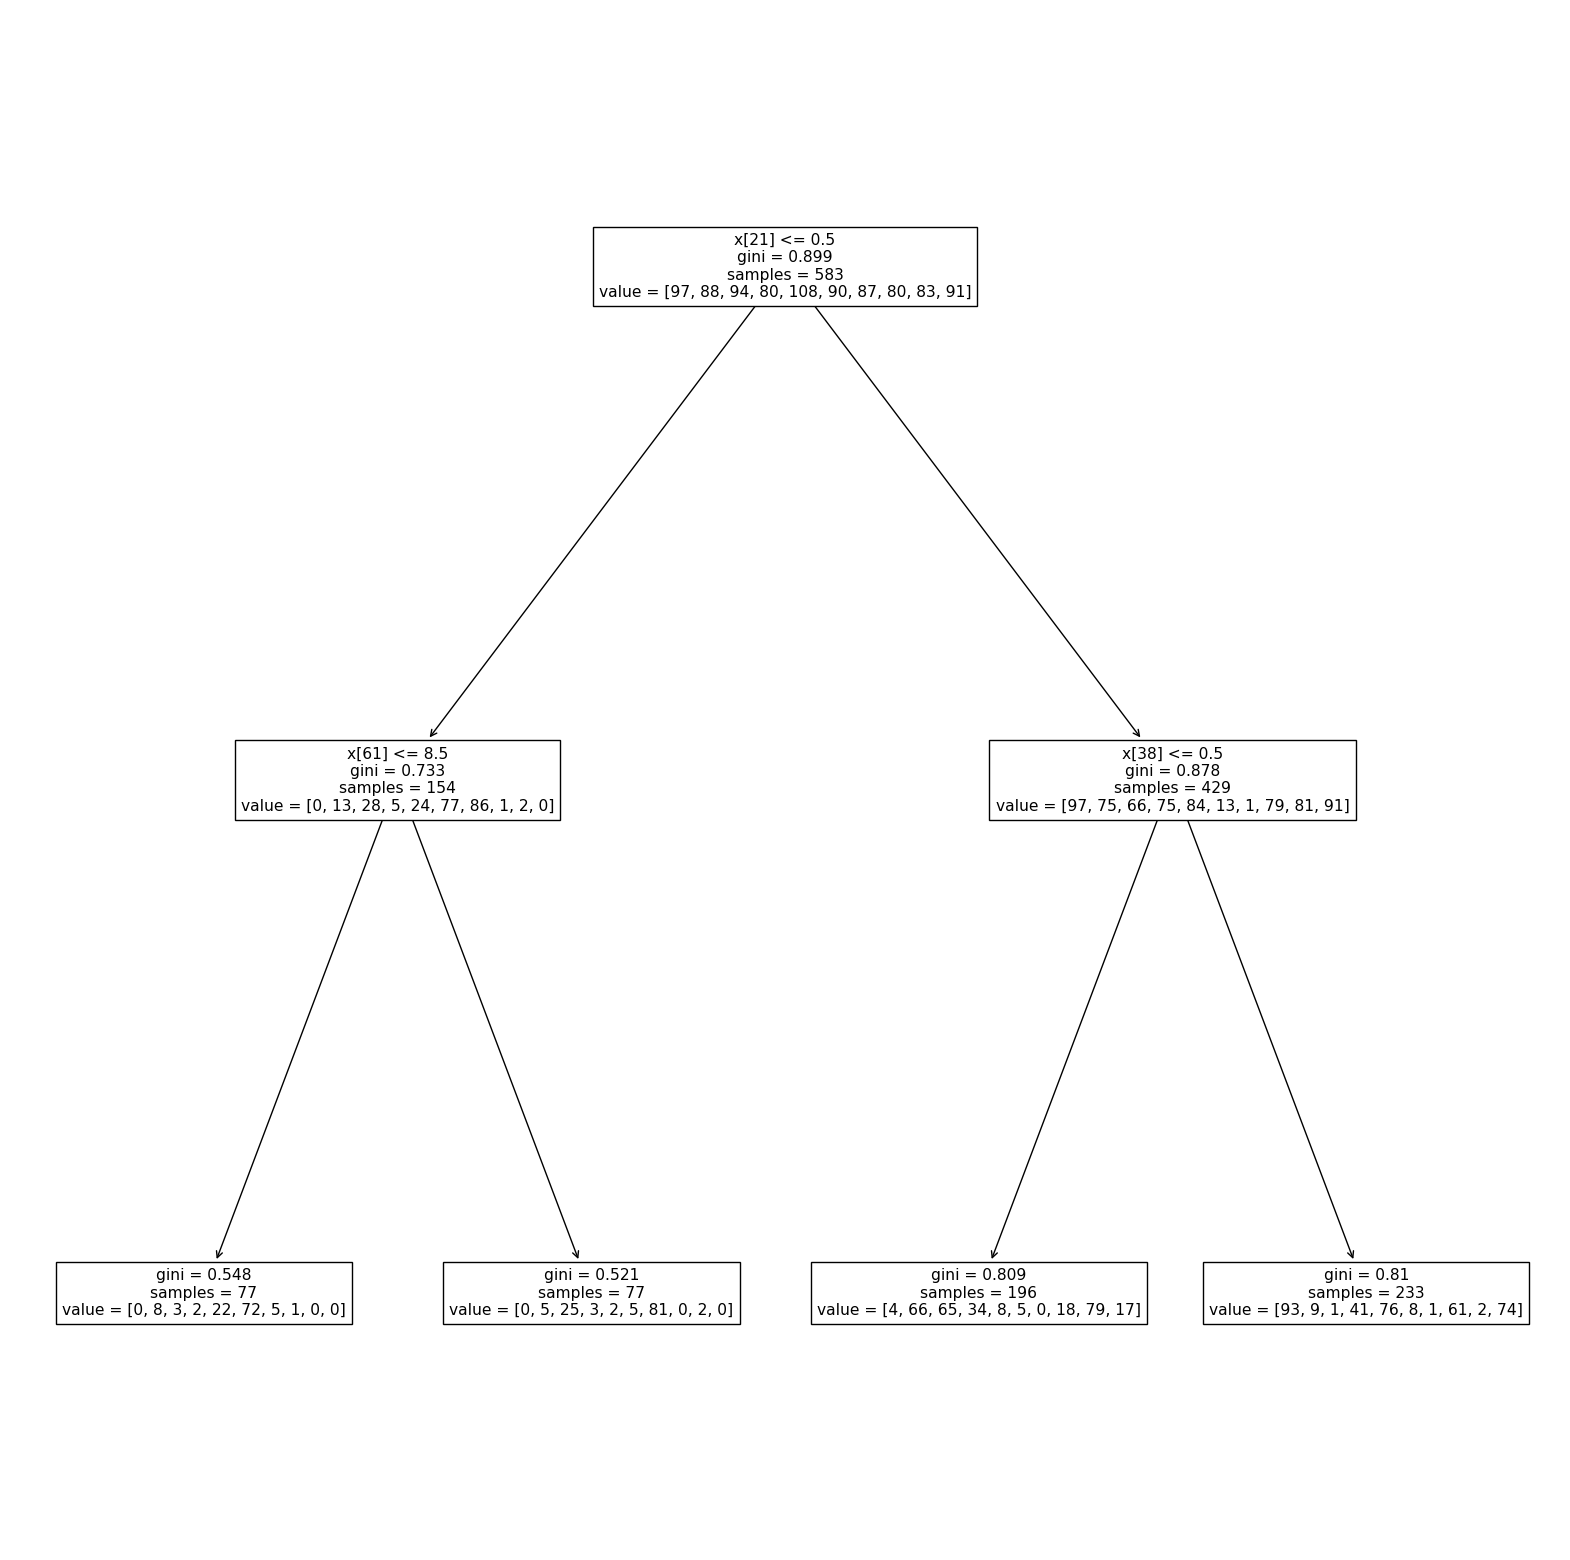 x[21] <= 0.5
gini = 0.899
samples = 583
value = [97, 88, 94, 80, 108, 90, 87, 80, 83, 91]
x[61] <= 8.5
gini = 0.733
samples = 154
value = [0, 13, 28, 5, 24, 77, 86, 1, 2, 0]
x[38] <= 0.5
gini = 0.878
samples = 429
value = [97, 75, 66, 75, 84, 13, 1, 79, 81, 91]
gini = 0.548
samples = 77
value = [0, 8, 3, 2, 22, 72, 5, 1, 0, 0]
gini = 0.521
samples = 77
value = [0, 5, 25, 3, 2, 5, 81, 0, 2, 0]
gini = 0.809
samples = 196
value = [4, 66, 65, 34, 8, 5, 0, 18, 79, 17]
gini = 0.81
samples = 233
value = [93, 9, 1, 41, 76, 8, 1, 61, 2, 74]